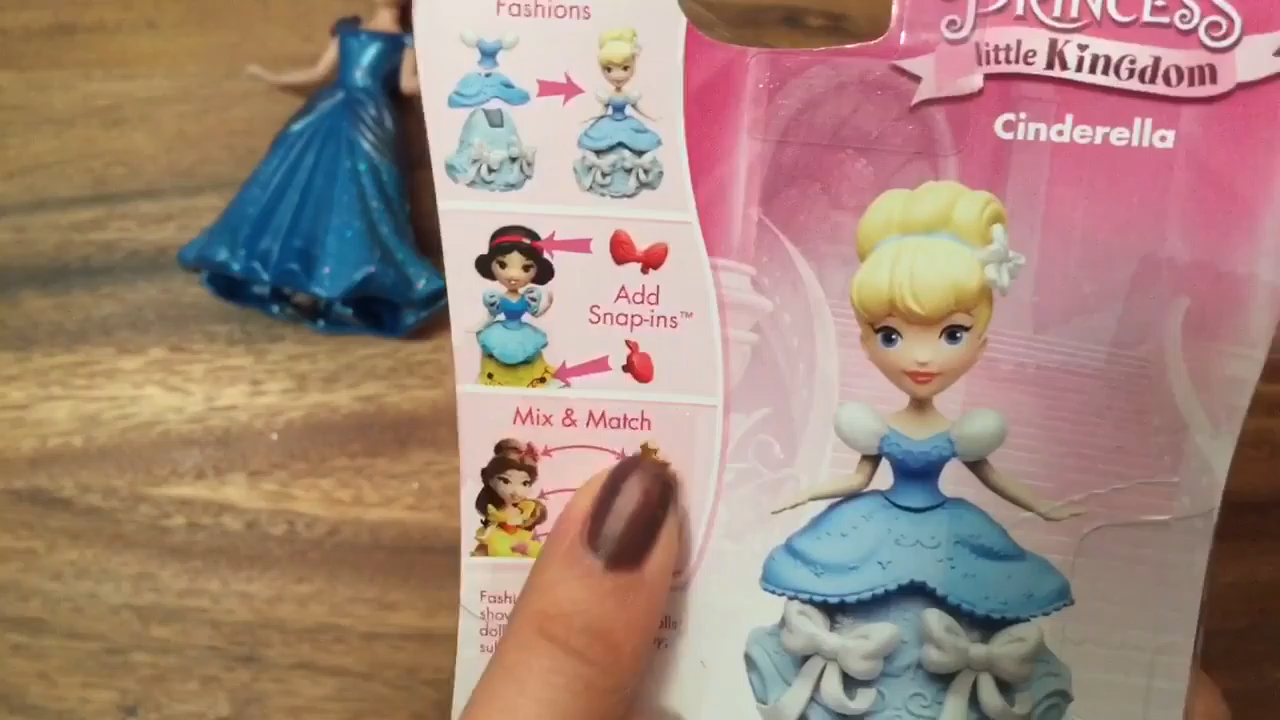 Fashions
PRINCESS
little Kingdom
Cinderella
Add
Snap-ins™
Mix & Match